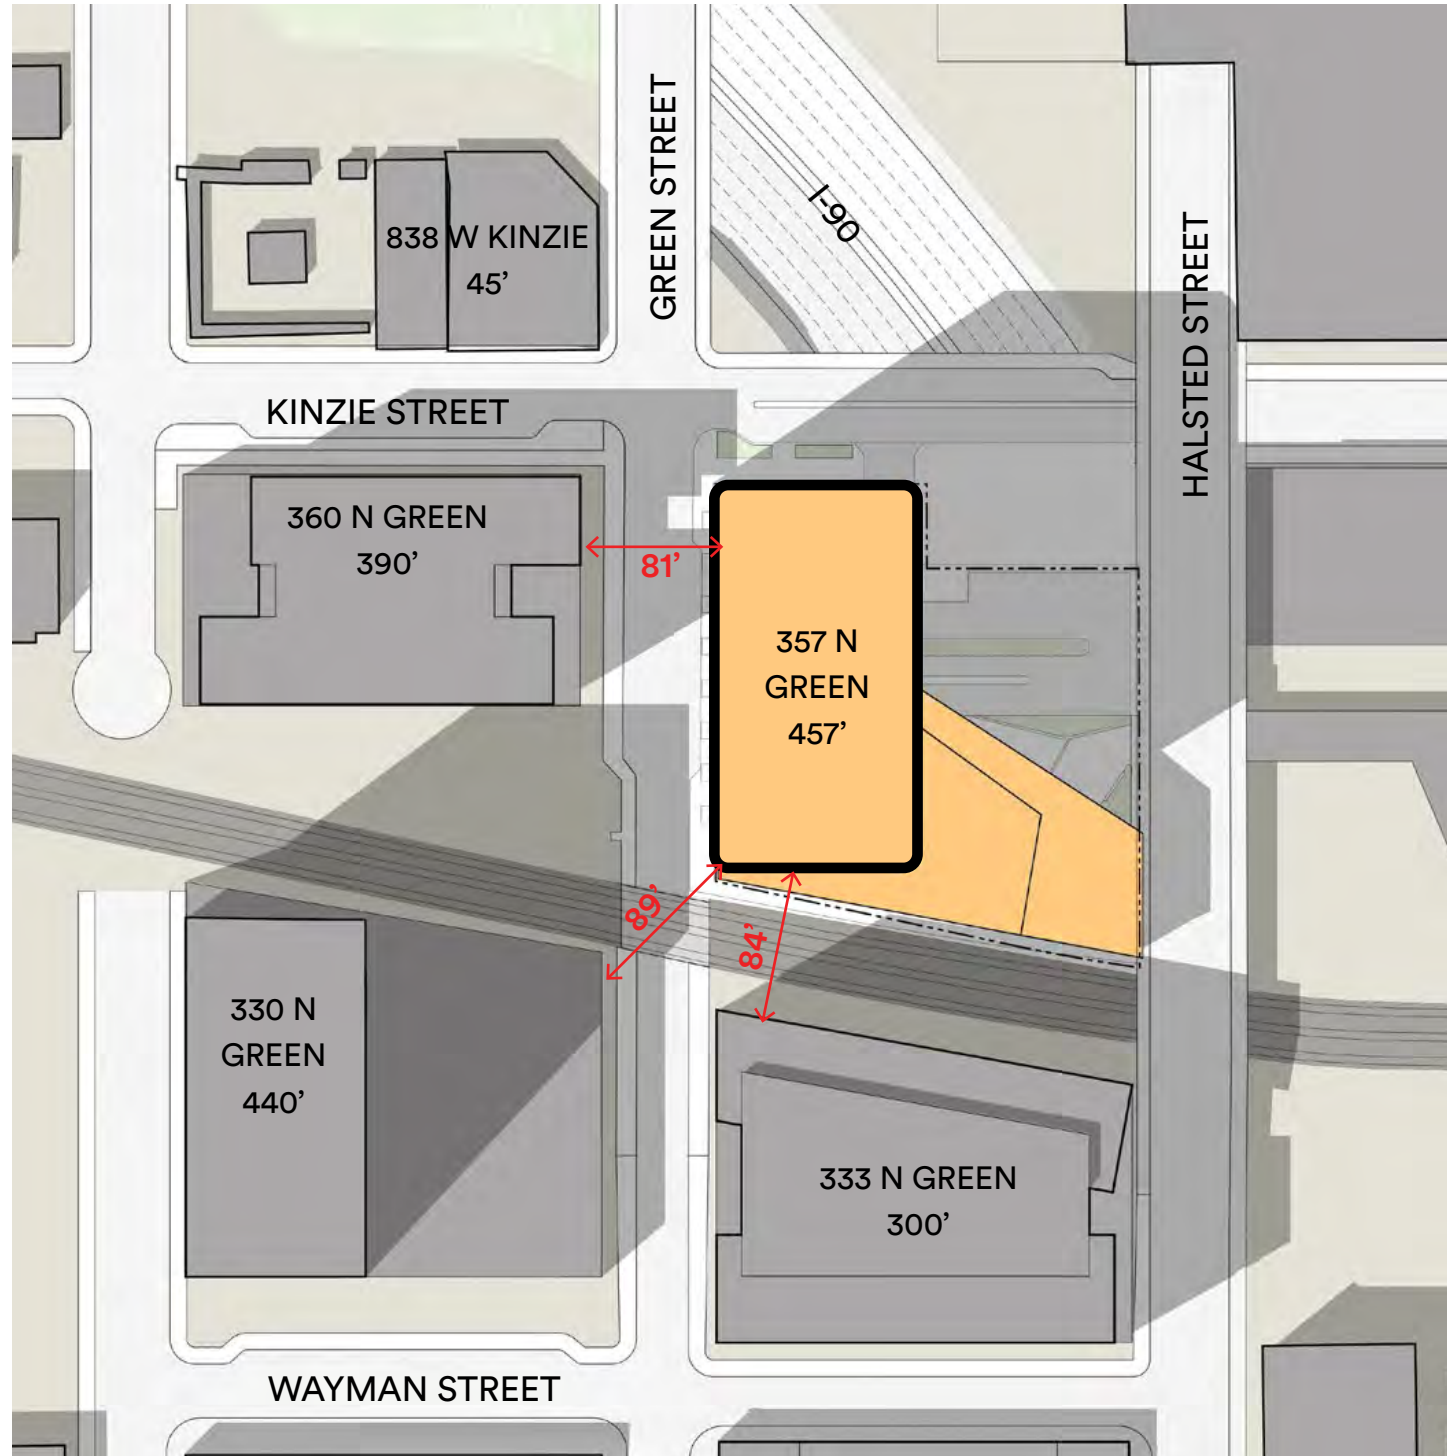 GREEN STREET
I-90
HALSTED STREET
838 W KINZIE
45’
KINZIE STREET
360 N GREEN
390’
81’
357 N
GREEN
457’
89’
84’
330 N
GREEN
440’
333 N GREEN
300’
WAYMAN STREET